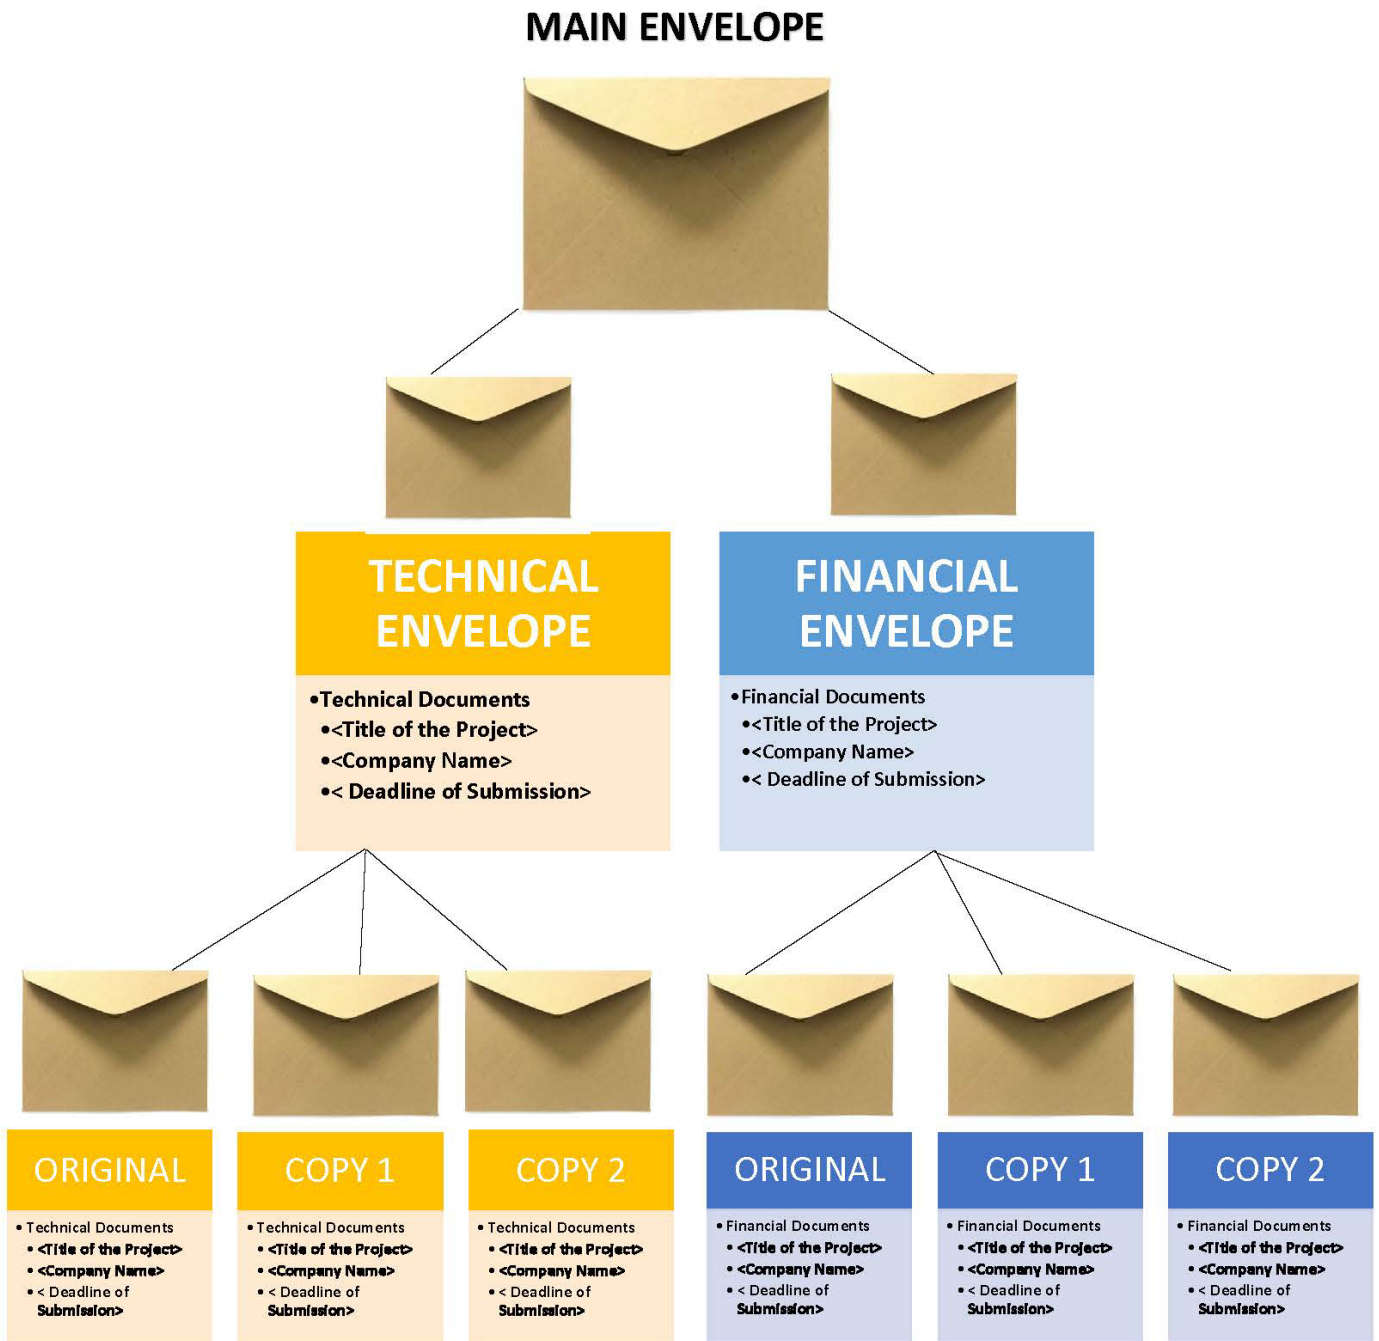 MAIN ENVELOPE
TECHNICAL
ENVELOPE
•Technical Documents
•<Title of the Project>
•<Company Name>
•< Deadline of Submission>
FINANCIAL
ENVELOPE
•Financial Documents
•<Title of the Project>
•<Company Name>
•< Deadline of Submission>
ORIGINAL
• Technical Documents
• <Title of the Project>
• <Company Name>
• < Deadline of
Submission>
COPY 1
• Technical Documents
• <Title of the Project>
• <Company Name>
• < Deadline of
Submission>
COPY 2
• Technical Documents
• <Title of the Project>
• <Company Name>
• < Deadline of
Submission>
ORIGINAL
• Financial Documents
• <Title of the Project>
• <Company Name>
• < Deadline of
Submission>
COPY 1
• Financial Documents
• <Title of the Project>
• <Company Name>
• < Deadline of
Submission>
COPY 2
• Financial Documents
• <Title of the Project>
• <Company Name>
• < Deadline of
Submission>